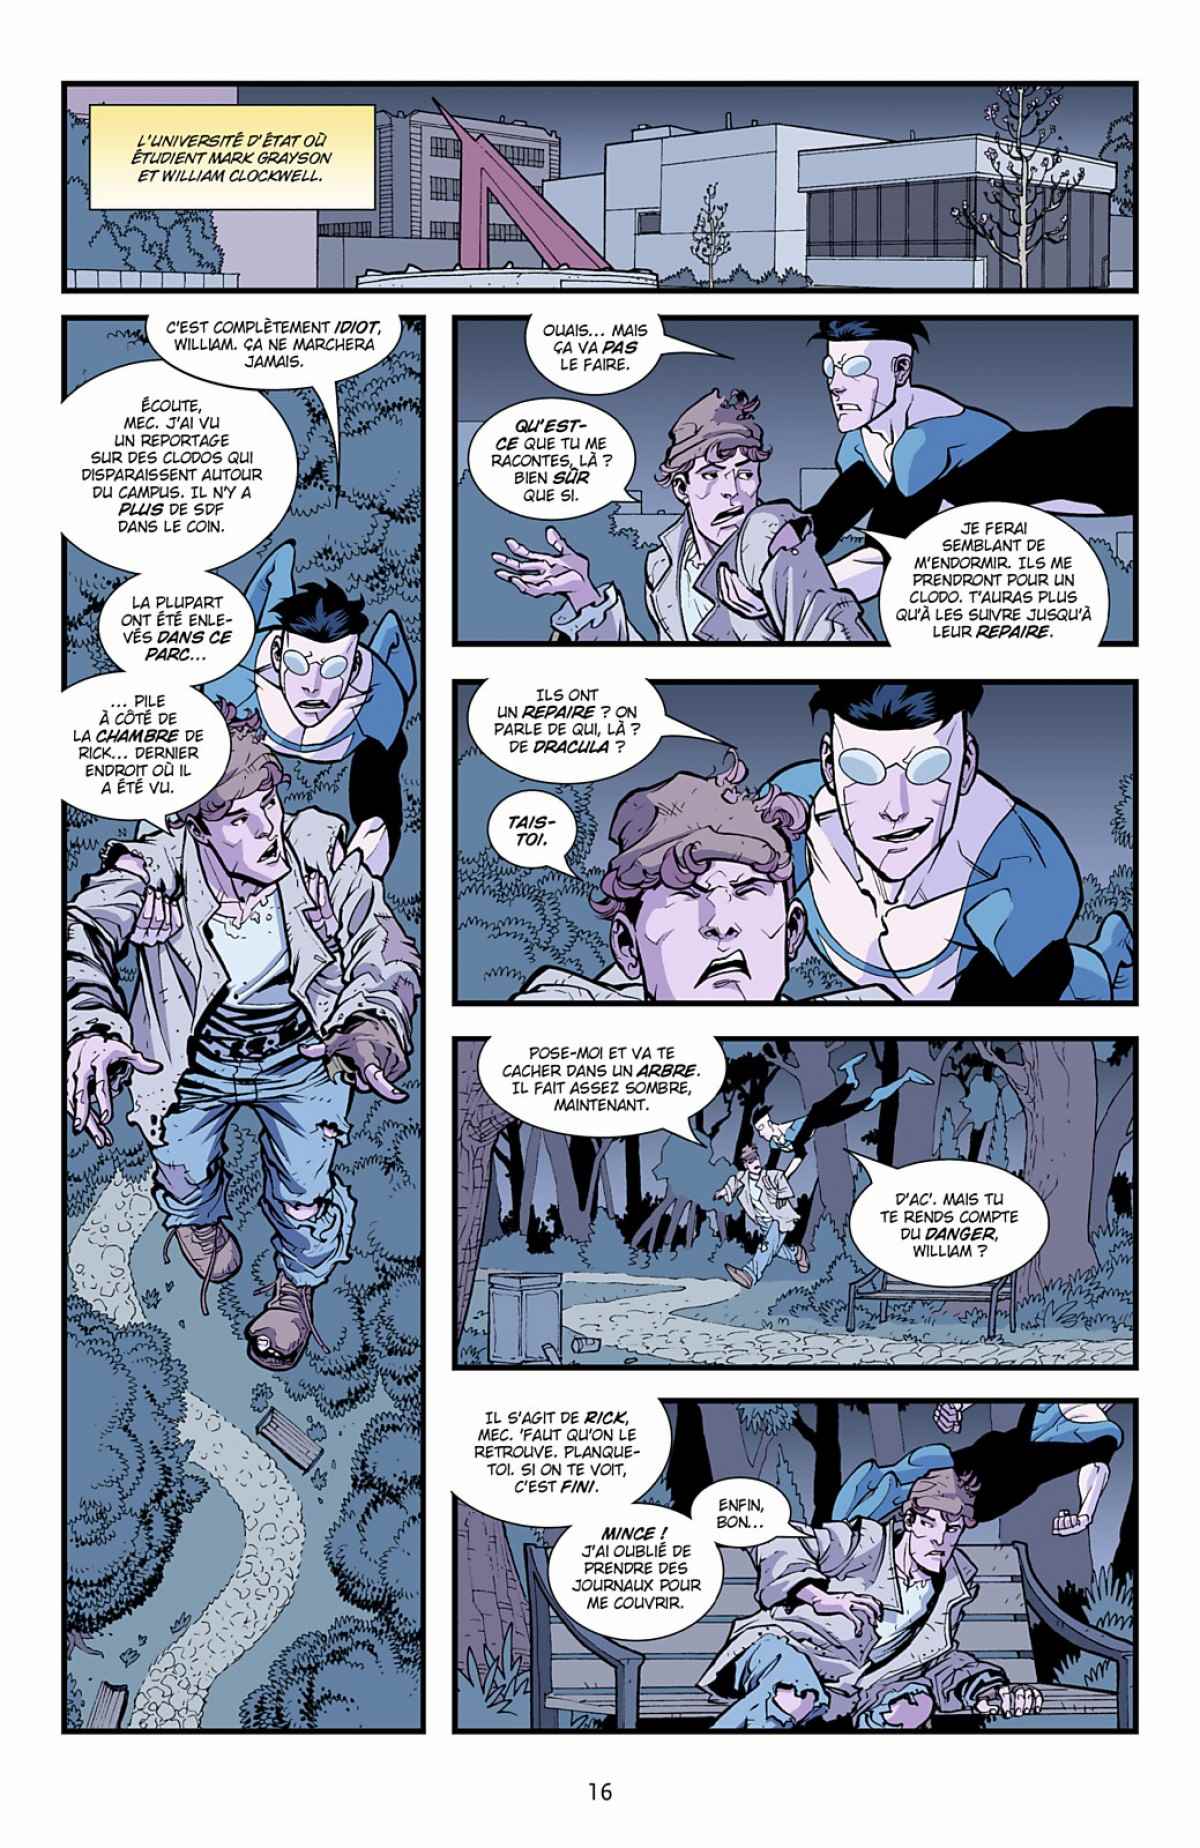 L'UNIVERSITÉ D'ÉTAT OÙ
ÉTUDIENT MARK GRAYSON
ET WILLIAM CLOCKWELL.
C'EST COMPLÈTEMENT IDIOT,
WILLIAM. ÇA NE MARCHERA
JAMAIS.
ÉCOUTE,
MEC. J'AI VU
UN REPORTAGE
SUR DES CLODOS QUI
DISPARAISSENT AUTOUR
DU CAMPUS. IL N'Y A
PLUS DE SDF
DANS LE COIN.
LA PLUPART
ONT ÉTÉ ENLE-
VÉS DANS CE
PARC...
... PILE
À CÔTÉ DE
LA CHAMBRE DE
RICK... DERNIER
ENDROIT OÙ IL
A ÉTÉ VU.
OUAIS... MAIS
ÇA VA PAS
LE FAIRE.
QU'EST-
CE QUE TU ME
RACONTES, LÀ ?
BIEN SÛR
QUE SI.
JE FERAI
SEMBLANT DE
M'ENDORMIR. ILS ME
PRENDRONT POUR UN
CLODO. T'AURAS PLUS
QU'À LES SUIVRE JUSQU'À
LEUR REPAIRE.
ILS ONT
UN REPAIRE ? ON
PARLE DE QUI, LÀ ?
DE DRACULA ?
TAIS-
TOI.
POSE-MOI ET VA TE
CACHER DANS UN ARBRE.
IL FAIT ASSEZ SOMBRE,
MAINTENANT.
D'AC'. MAIS TU
TE RENDS COMPTE
DU DANGER,
WILLIAM ?
IL S'AGIT DE RICK,
MEC. 'FAUT QU'ON LE
RETROUVE. PLANQUE-
TOI. SI ON TE VOIT,
C'EST FINI.
ENFIN,
BON...
MINCE !
J'AI OUBLIÉ DE
PRENDRE DES
JOURNAUX POUR
ME COUVRIR.
16